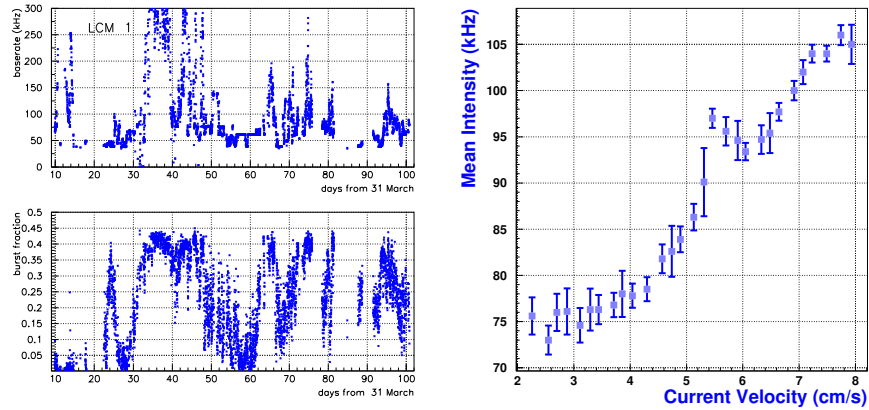 300
250
200
150
100
50
0
baserate (kHz)
LCM 1
10 20 30 40 50 60 70 80 90 100
days from 31 March
0.5
0.45
0.4
0.35
0.3
0.25
0.2
0.15
0.1
0.05
burst fraction
10 20 30 40 50 60 70 80 90 100
days from 31 March
Mean Intensity (kHz)
105
100
95
90
85
80
75
70
2 3 4 5 6 7 8
Current Velocity (cm/s)